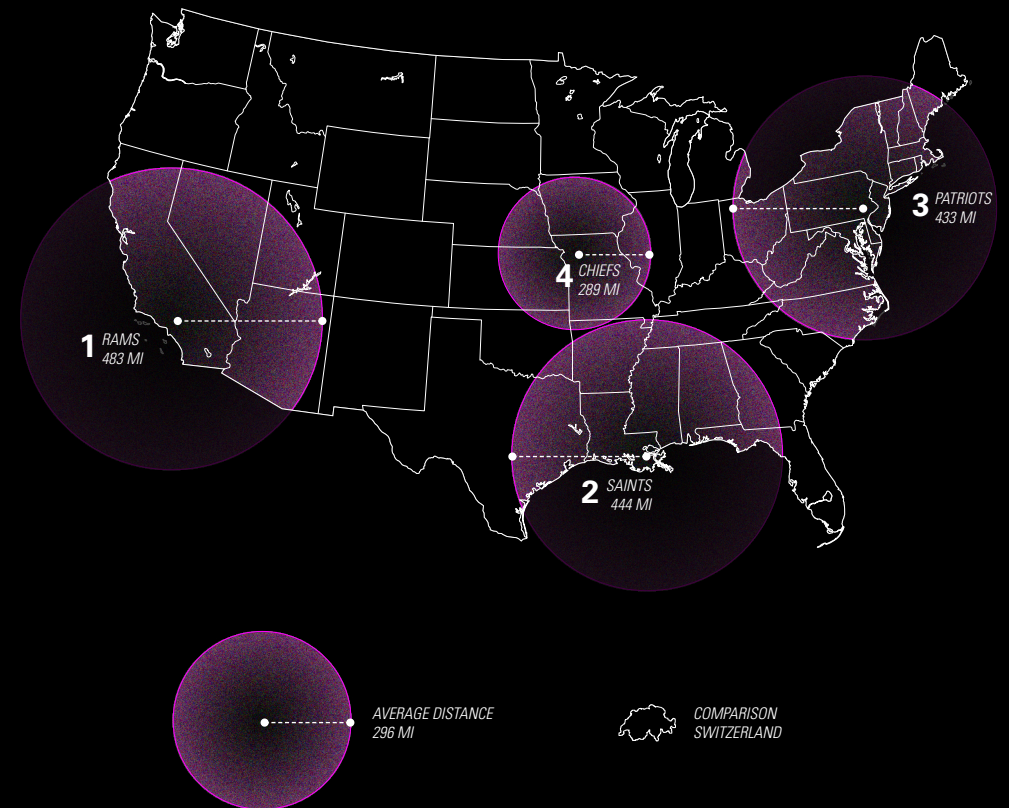 1 RAMS
483 MI
2 SAINTS
444 MI
3 PATRIOTS
433 MI
4 CHIEFS
289 MI
AVERAGE DISTANCE
296 MI
COMPARISON
SWITZERLAND